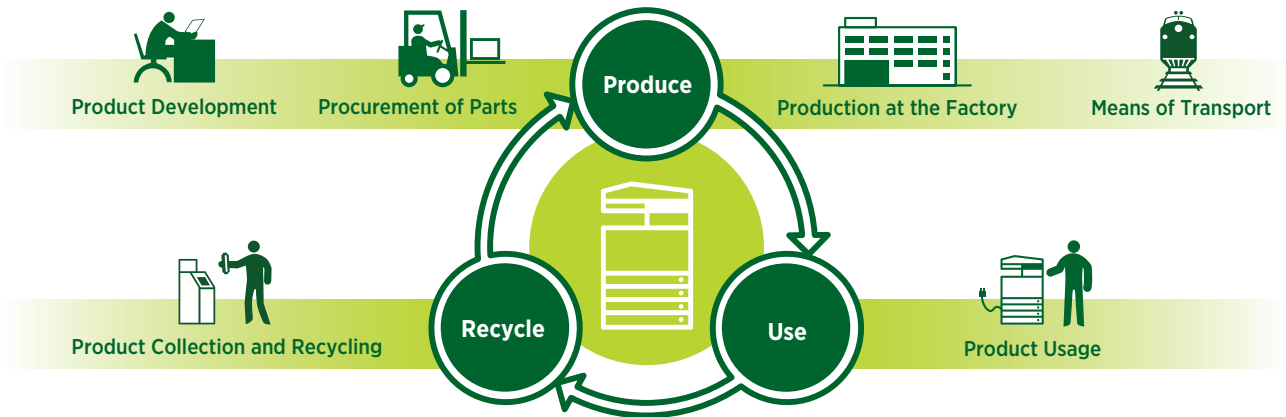 Produce
Product Development
Procurement of Parts
Production at the Factory
Means of Transport
Recycle
Use
Product Collection and Recycling
Product Usage